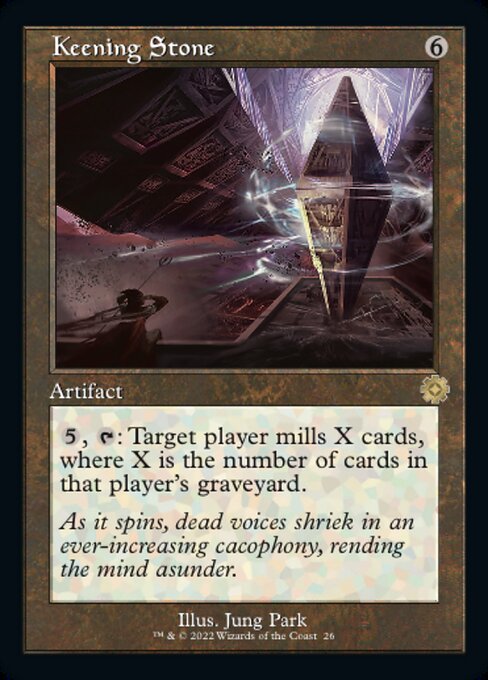 Keening Stone 6
Artifact
5, T: Target player mills X cards,
where X is the number of cards in
that player's graveyard.
As it spins, dead voices shriek in an
ever-increasing cacophony, rending
the mind asunder.
Illus. Jung Park
™ & © 2022 Wizards of the Coast 26